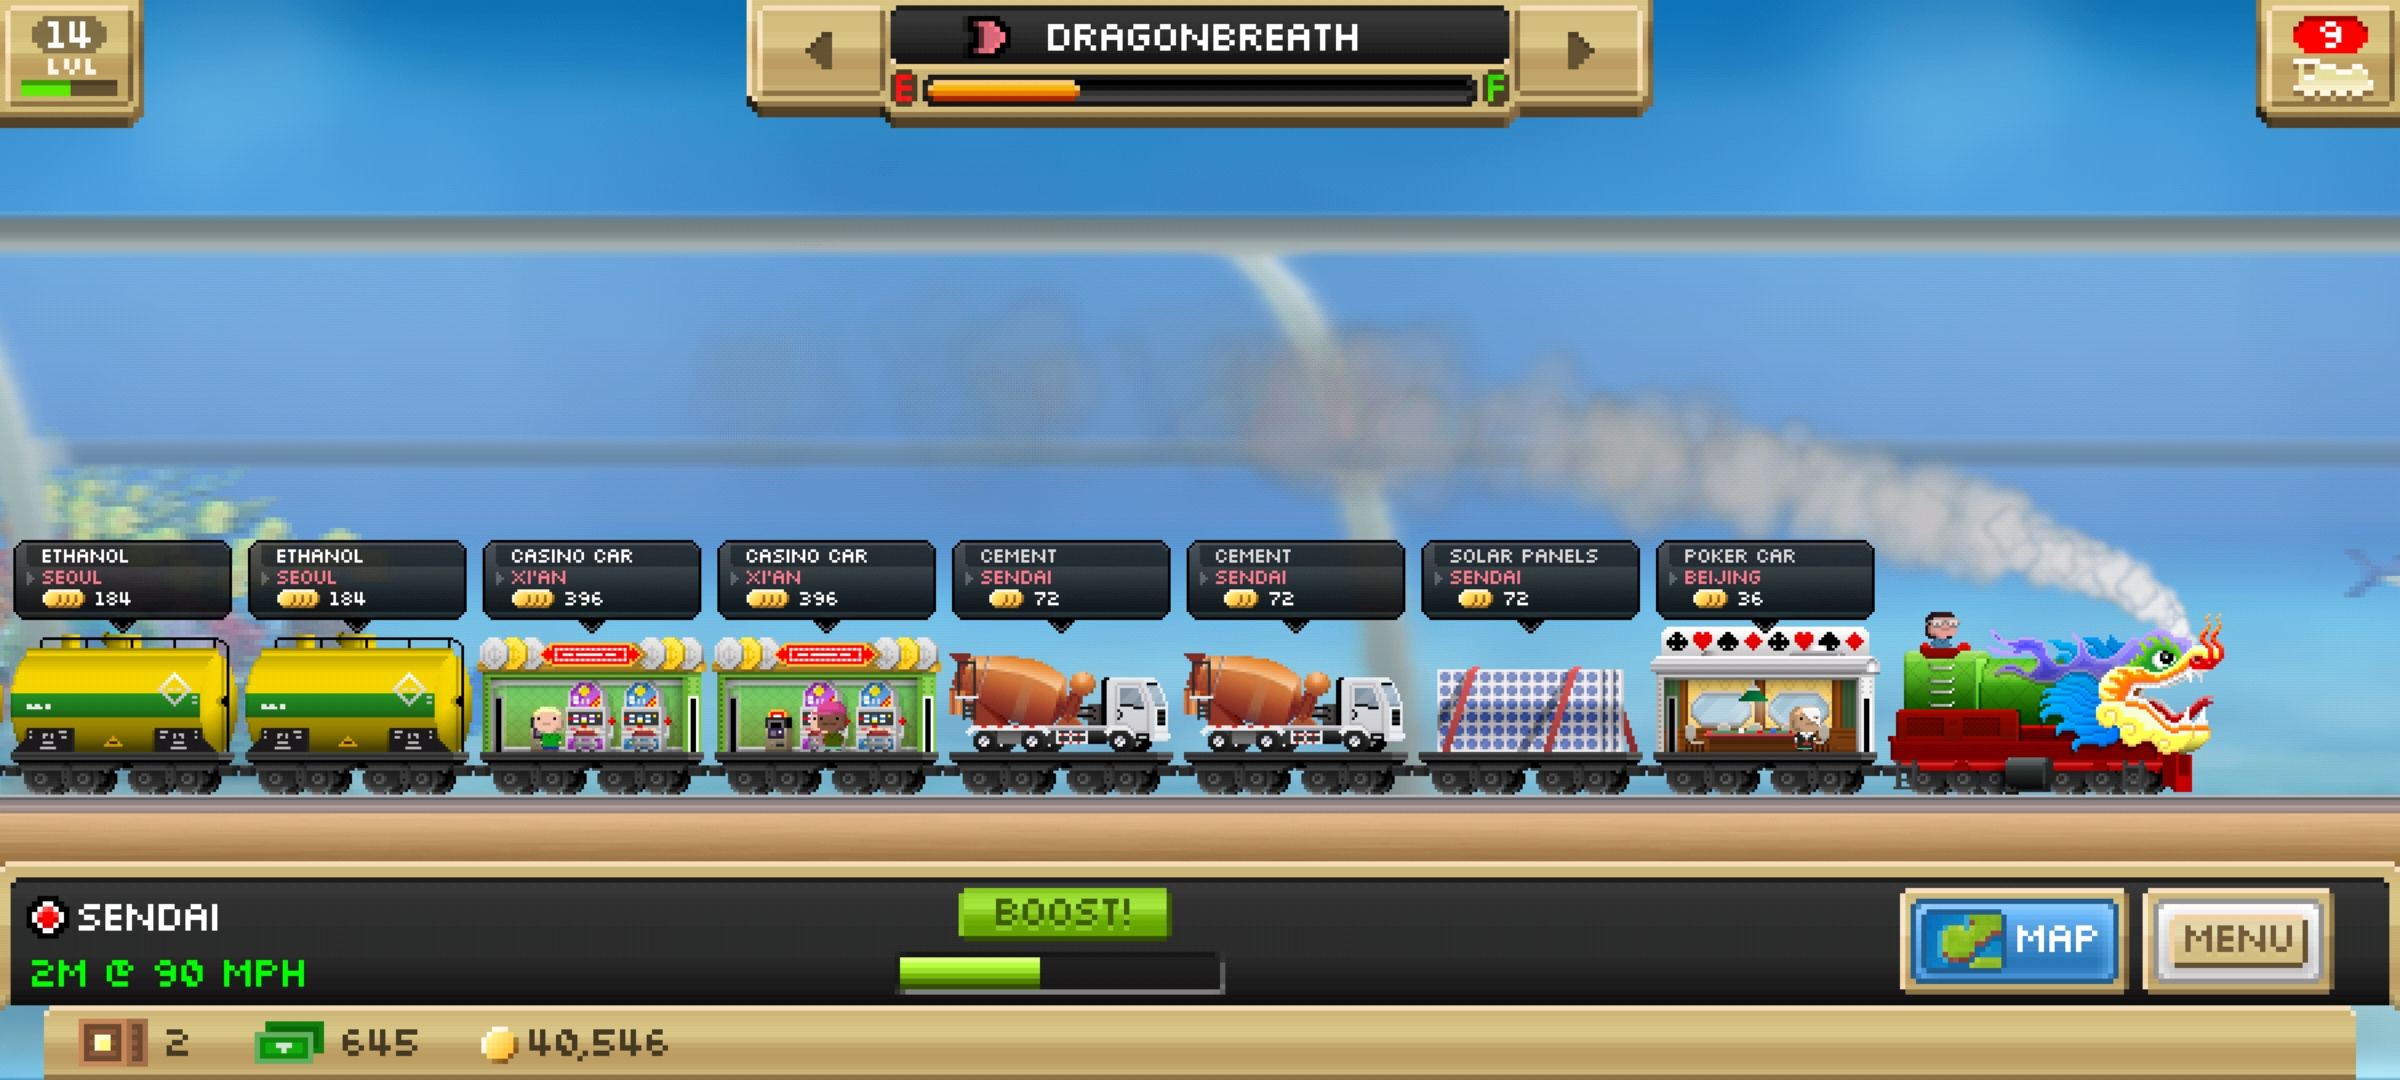 14
LVL
DRAGONBREATH
E
F
9
ETHANOL
SEOUL
184
ETHANOL
SEOUL
184
CASINO CAR
XI'AN
396
CASINO CAR
XI'AN
396
CEMENT
SENDAI
72
CEMENT
SENDAI
72
SOLAR PANELS
SENDAI
72
POKER CAR
BEIJING
36
SENDAI
2M @ 90 MPH
BOOST!
MAP
MENU
2
645
40,546